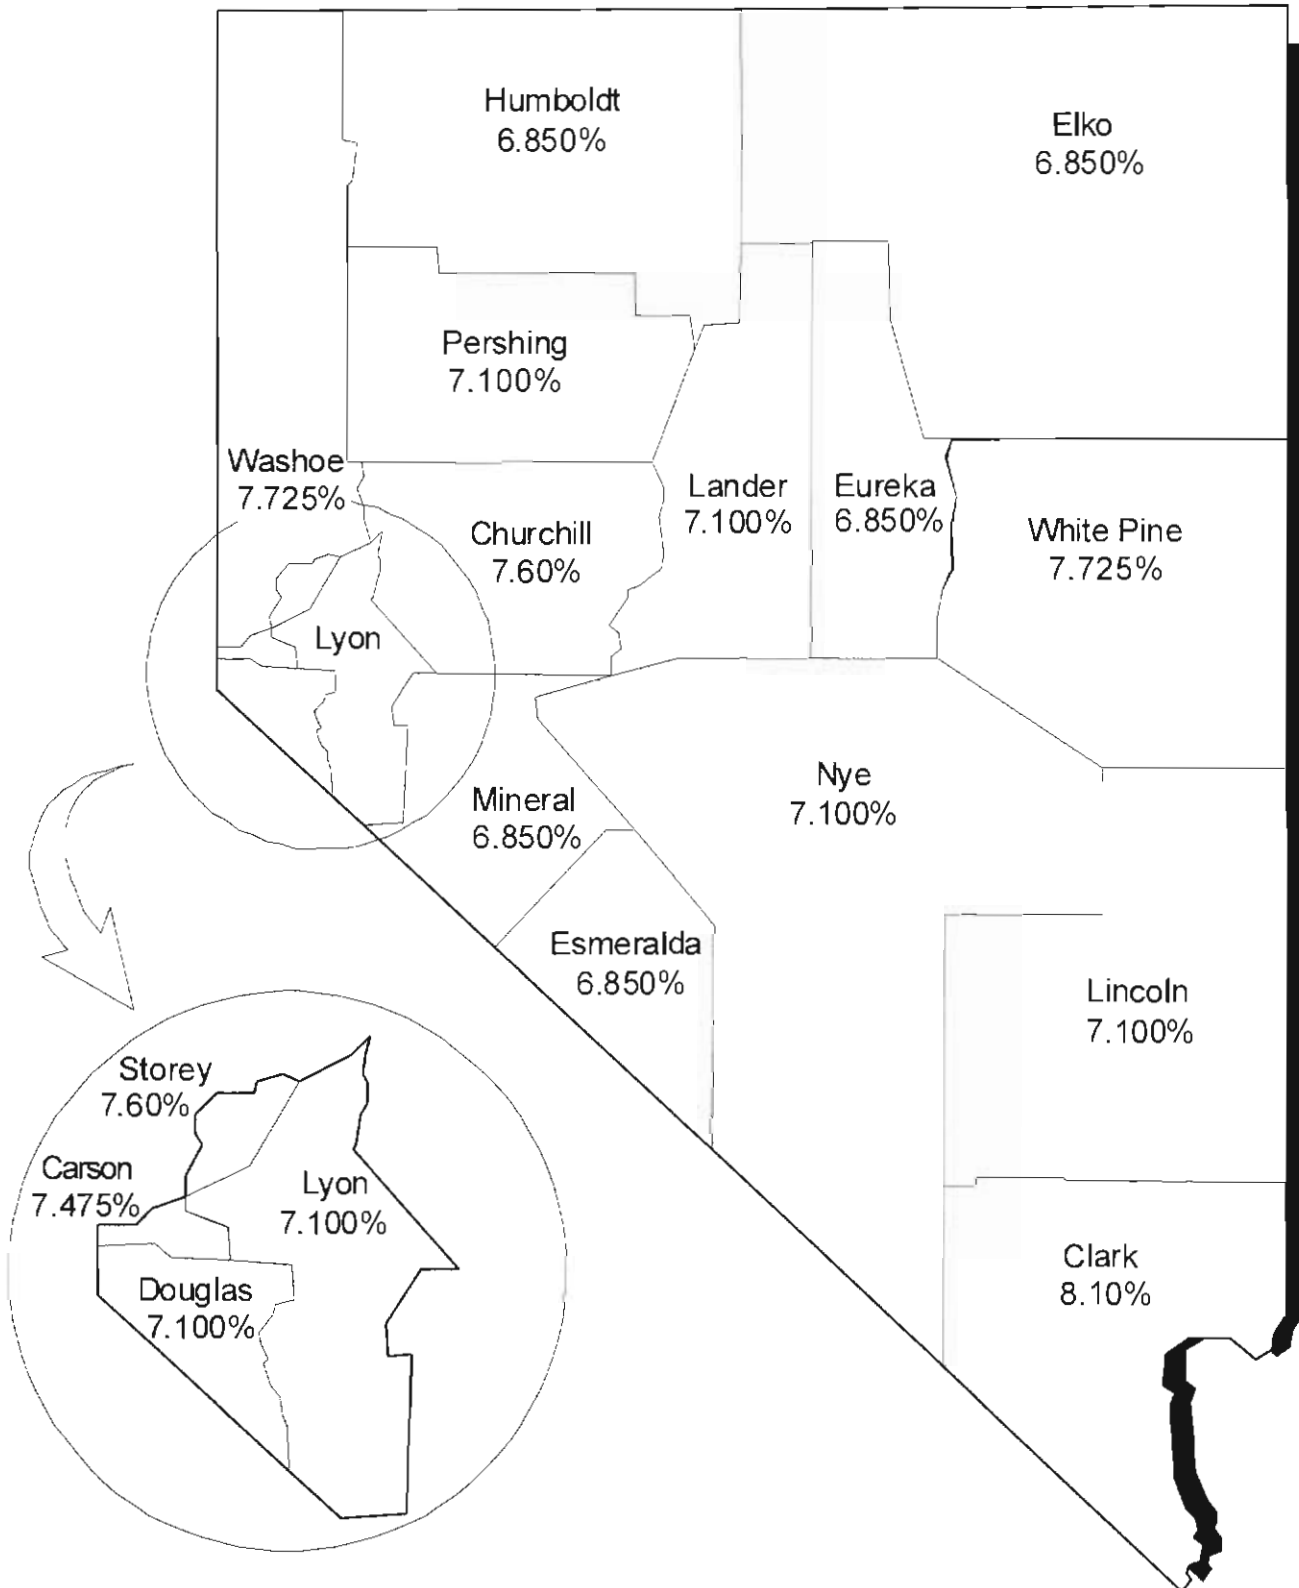 Humboldt
6.850%
Elko
6.850%
Pershing
7.100%
Washoe
7.725%
Churchill
7.60%
Lander
7.100%
Eureka
6.850%
White Pine
7.725%
Lyon
Nye
7.100%
Mineral
6.850%
Esmeralda
6.850%
Lincoln
7.100%
Storey
7.60%
Carson
7.475%
Lyon
7.100%
Douglas
7.100%
Clark
8.10%